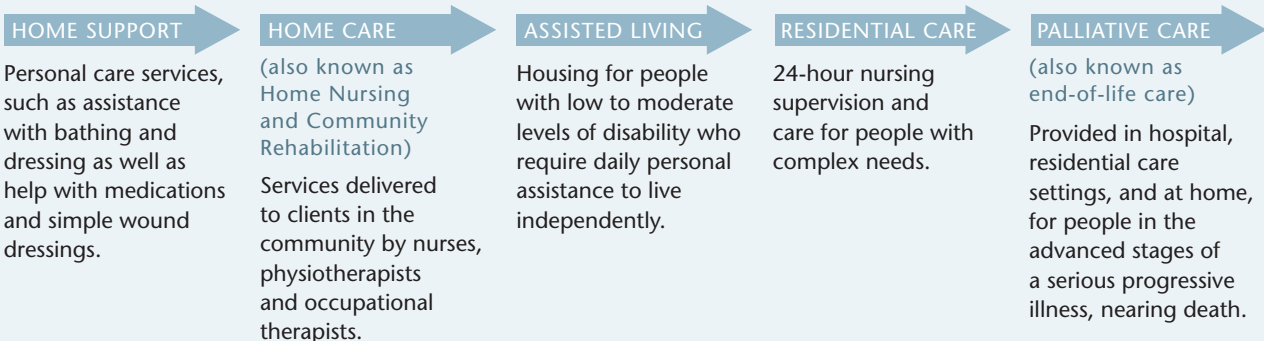 HOME SUPPORT
Personal care services,
such as assistance
with bathing and
dressing as well as
help with medications
and simple wound
dressings.
HOME CARE
(also known as
Home Nursing
and Community
Rehabilitation)
Services delivered
to clients in the
community by nurses,
physiotherapists
and occupational
therapists.
ASSISTED LIVING
Housing for people
with low to moderate
levels of disability who
require daily personal
assistance to live
independently.
RESIDENTIAL CARE
24-hour nursing
supervision and
care for people with
complex needs.
PALLIATIVE CARE
(also known as
end-of-life care)
Provided in hospital,
residential care
settings, and at home,
for people in the
advanced stages of
a serious progressive
illness, nearing death.